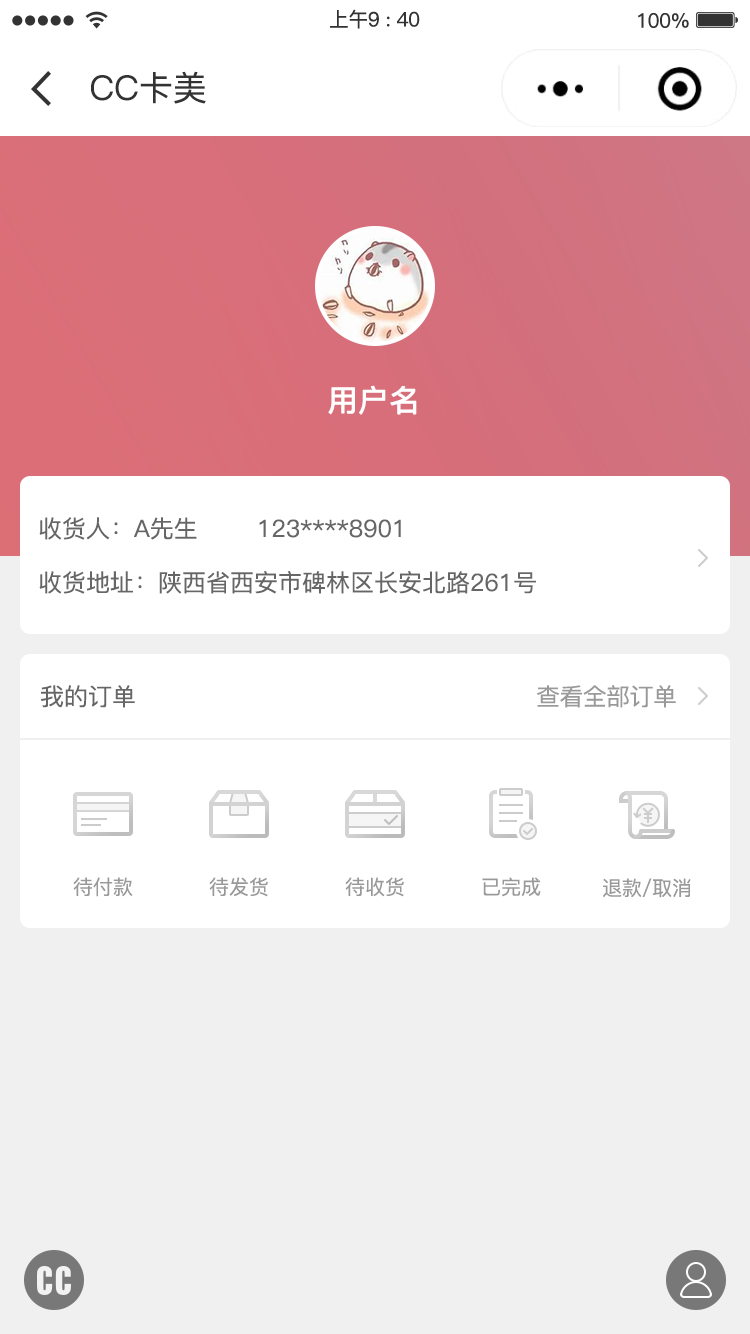 上午9 : 40
100%
CC卡美
用户名
收货人：A先生 123****8901
收货地址：陕西省西安市碑林区长安北路261号
我的订单 查看全部订单
待付款 待发货 待收货 已完成 退款/取消
CC